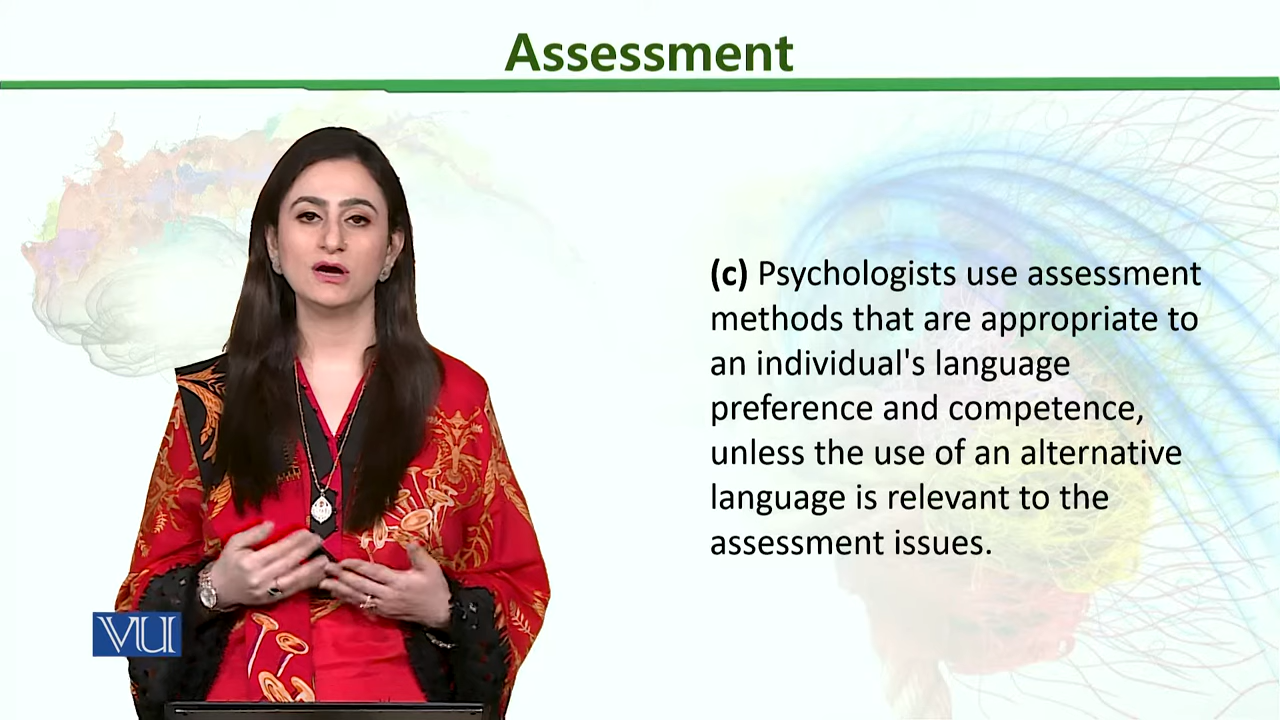 Assessment
(c) Psychologists use assessment
methods that are appropriate to
an individual's language
preference and competence,
unless the use of an alternative
language is relevant to the
assessment issues.
VU